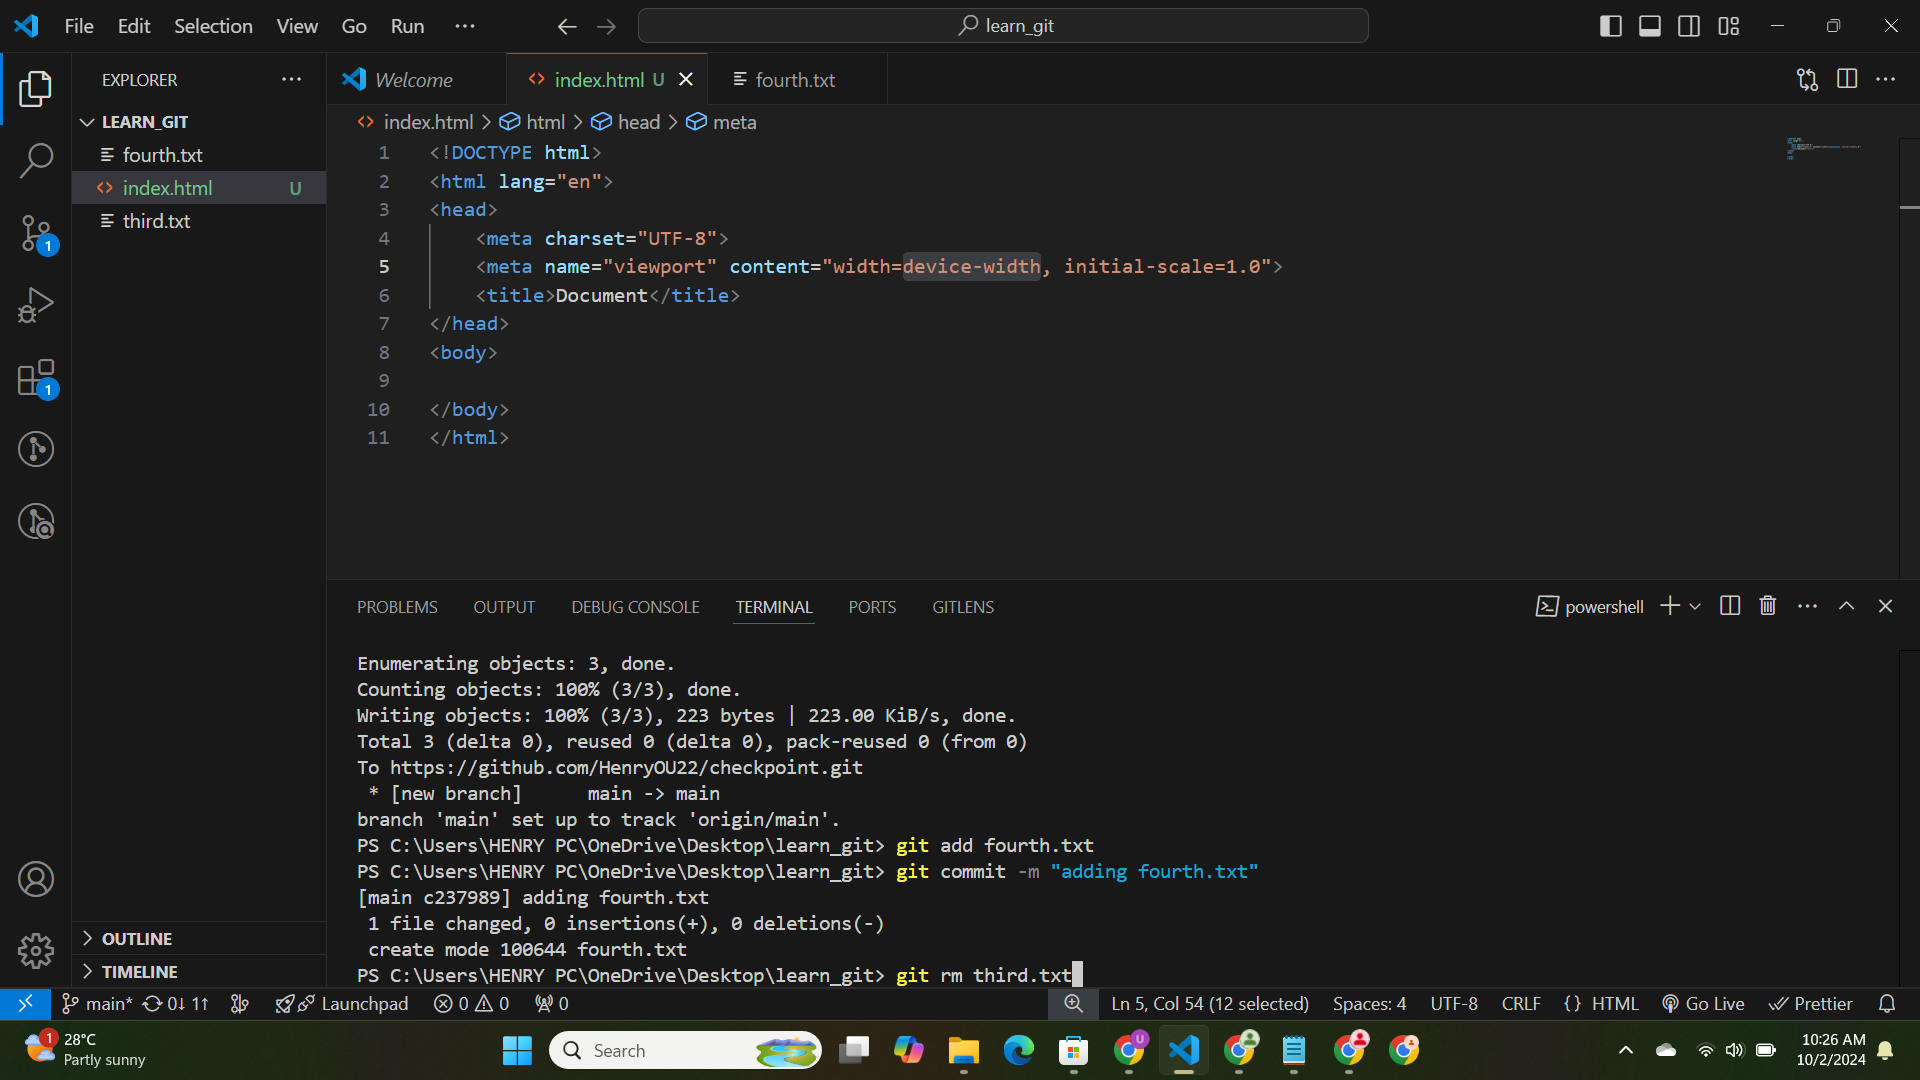 File Edit Selection View Go Run ··· learn_git
EXPLORER ···
LEARN_GIT
fourth.txt
index.html U
third.txt
OUTLINE
TIMELINE
Welcome index.html U fourth.txt
index.html > html > head > meta
1 <!DOCTYPE html>
2 <html lang="en">
3 <head>
4 <meta charset="UTF-8">
5 <meta name="viewport" content="width=device-width, initial-scale=1.0">
6 <title>Document</title>
7 </head>
8 <body>
9
10 </body>
11 </html>
1
1
PROBLEMS OUTPUT DEBUG CONSOLE TERMINAL PORTS GITLENS powershell
Enumerating objects: 3, done.
Counting objects: 100% (3/3), done.
Writing objects: 100% (3/3), 223 bytes | 223.00 KiB/s, done.
Total 3 (delta 0), reused 0 (delta 0), pack-reused 0 (from 0)
To https://github.com/HenryOU22/checkpoint.git
* [new branch] main -> main
branch 'main' set up to track 'origin/main'.
PS C:\Users\HENRY PC\OneDrive\Desktop\learn_git> git add fourth.txt
PS C:\Users\HENRY PC\OneDrive\Desktop\learn_git> git commit -m "adding fourth.txt"
[main c237989] adding fourth.txt
1 file changed, 0 insertions(+), 0 deletions(-)
create mode 100644 fourth.txt
PS C:\Users\HENRY PC\OneDrive\Desktop\learn_git> git rm third.txt
main* 0↓ 1↑ Launchpad 0 0 0 Ln 5, Col 54 (12 selected) Spaces: 4 UTF-8 CRLF {} HTML Go Live Prettier
1 28°C
Partly sunny
Search
U
10:26 AM
10/2/2024